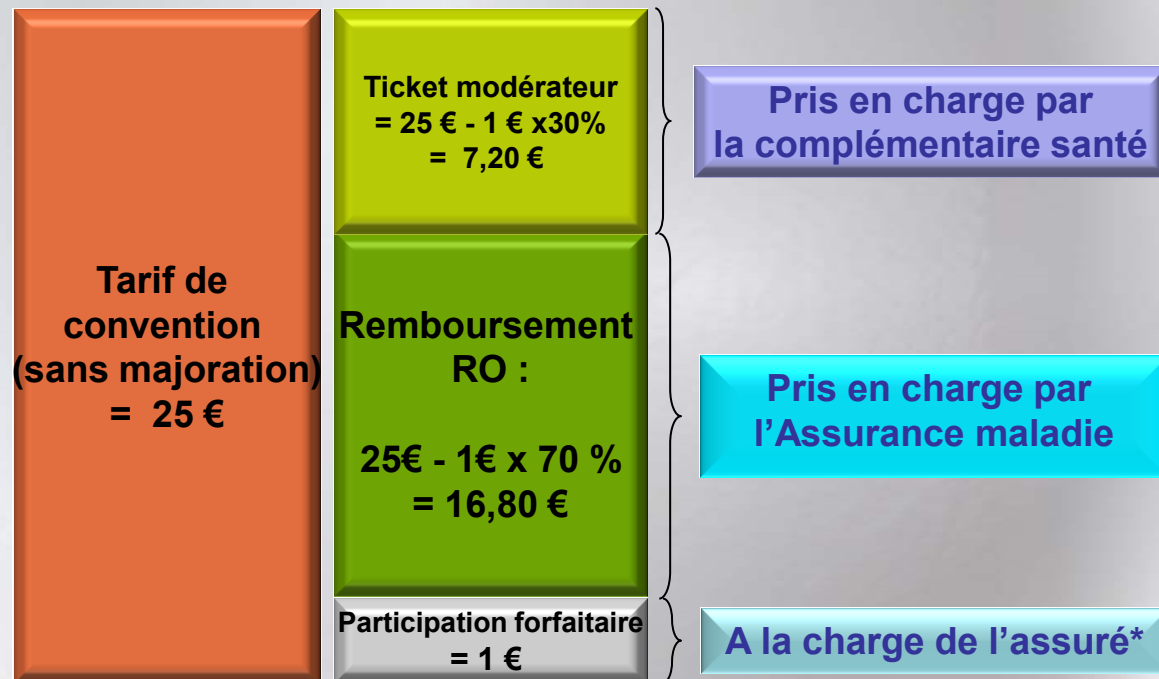 Tarif de
convention
(sans majoration)
= 25 €
Ticket modérateur
= 25 € - 1 € x30%
= 7,20 €
Pris en charge par
la complémentaire santé
Remboursement
RO :
25€ - 1€ x 70 %
= 16,80 €
Pris en charge par
l’Assurance maladie
Participation forfaitaire
= 1 €
A la charge de l’assuré*